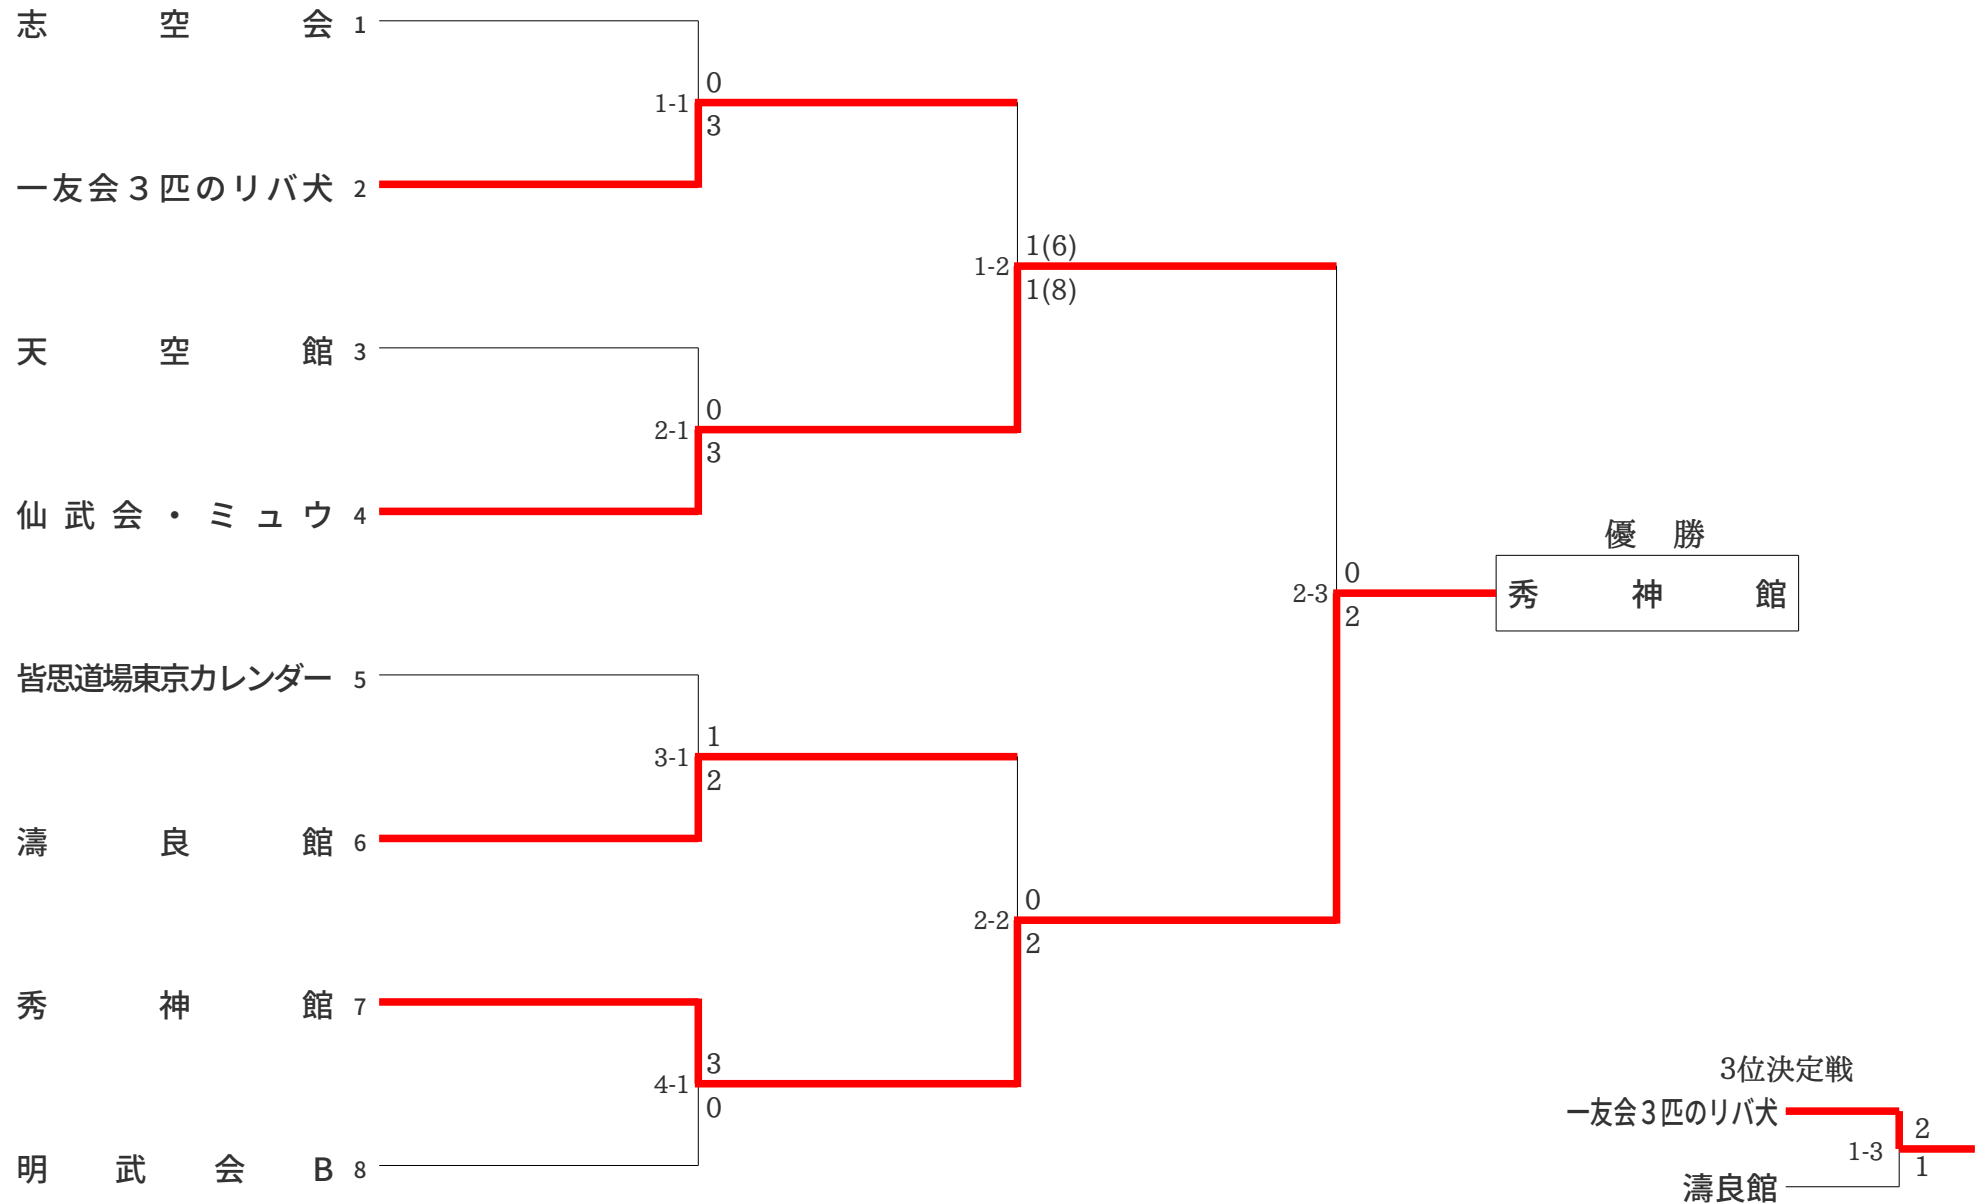 志空会 1
0
1-1
3
一友会３匹のリバ犬 2
1(6)
1-2
1(8)
天空館 3
0
2-1
3
仙武会・ミュウ 4
優勝
秀神館
0
2-3
2
皆思道場東京カレンダー 5
1
3-1
2
濤良館 6
0
2-2
2
秀神館 7
3
4-1
0
明武会B 8
3位決定戦
一友会３匹のリバ犬
2
1-3
1
濤良館